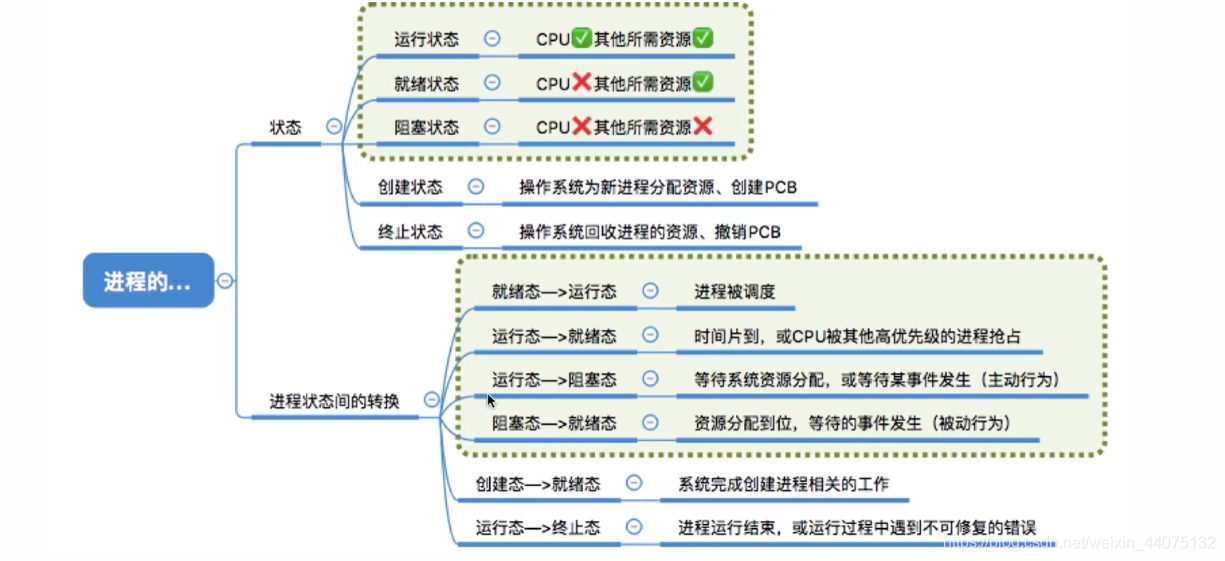 运行状态 CPU✅其他所需资源✅
就绪状态 CPU❌其他所需资源✅
状态 阻塞状态 CPU❌其他所需资源❌
创建状态 操作系统为新进程分配资源、创建PCB
终止状态 操作系统回收进程的资源、撤销PCB
进程的...
就绪态—>运行态 进程被调度
运行态—>就绪态 时间片到，或CPU被其他高优先级的进程抢占
运行态—>阻塞态 等待系统资源分配，或等待某事件发生（主动行为）
进程状态间的转换
阻塞态—>就绪态 资源分配到位，等待的事件发生（被动行为）
创建态—>就绪态 系统完成创建进程相关的工作
运行态—>终止态 进程运行结束，或运行过程中遇到不可修复的错误
https://blog.csdn.net/weixin_44075132